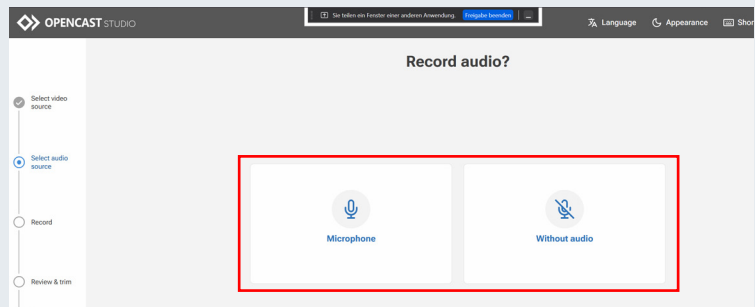 OPENCAST STUDIO
Sie teilen ein Fenster einer anderen Anwendung. Freigabe beenden
Language Appearance Shor
Record audio?
Select video
source
Select audio
source
Microphone Without audio
Record
Review & trim